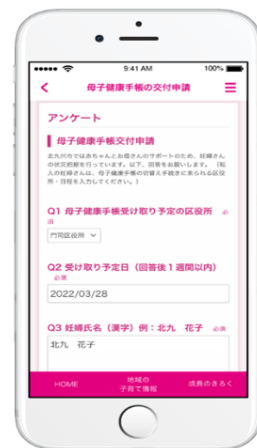 9:41 AM
100%
母子健康手帳の交付申請
アンケート
母子健康手帳交付申請
北九州市では赤ちゃんとお母さんのサポートのため、妊婦さん
の状況把握を行っています。以下、回答をお願いします。（転
入の妊婦さんは、母子健康手帳の切替え手続きに来られる区役
所・日程を入力してください。）
Q1 母子健康手帳受け取り予定の区役所 必
須
門司区役所
Q2 受け取り予定日（回答後１週間以内）
必須
2022/03/28
Q3 妊婦氏名（漢字）例：北九　花子 必須
北九　花子
HOME
地域の
子育て情報
成長のきろく